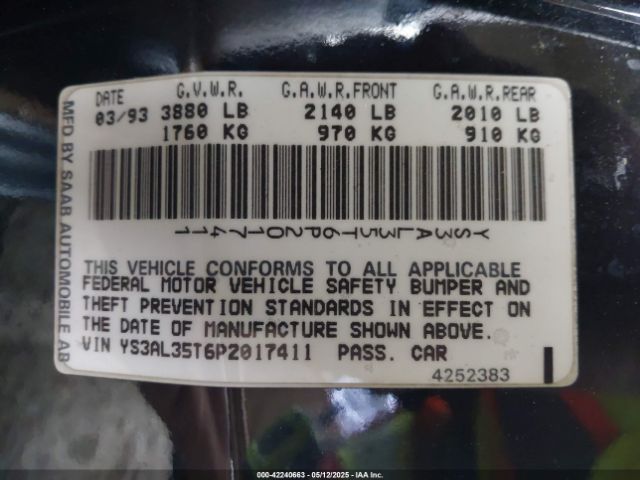 DATE G.V.W.R. G.A.W.R.FRONT G.A.W.R.REAR
03/93 3880 LB 2140 LB 2010 LB
1760 KG 970 KG 910 KG
MFD BY SAAB AUTOMOBILE AB
YS3AL35T6P2017411
THIS VEHICLE CONFORMS TO ALL APPLICABLE
FEDERAL MOTOR VEHICLE SAFETY BUMPER AND
THEFT PREVENTION STANDARDS IN EFFECT ON
THE DATE OF MANUFACTURE SHOWN ABOVE.
VIN YS3AL35T6P2017411 PASS. CAR
4252383
000-42240663 - 05/12/2025 - IAA Inc.